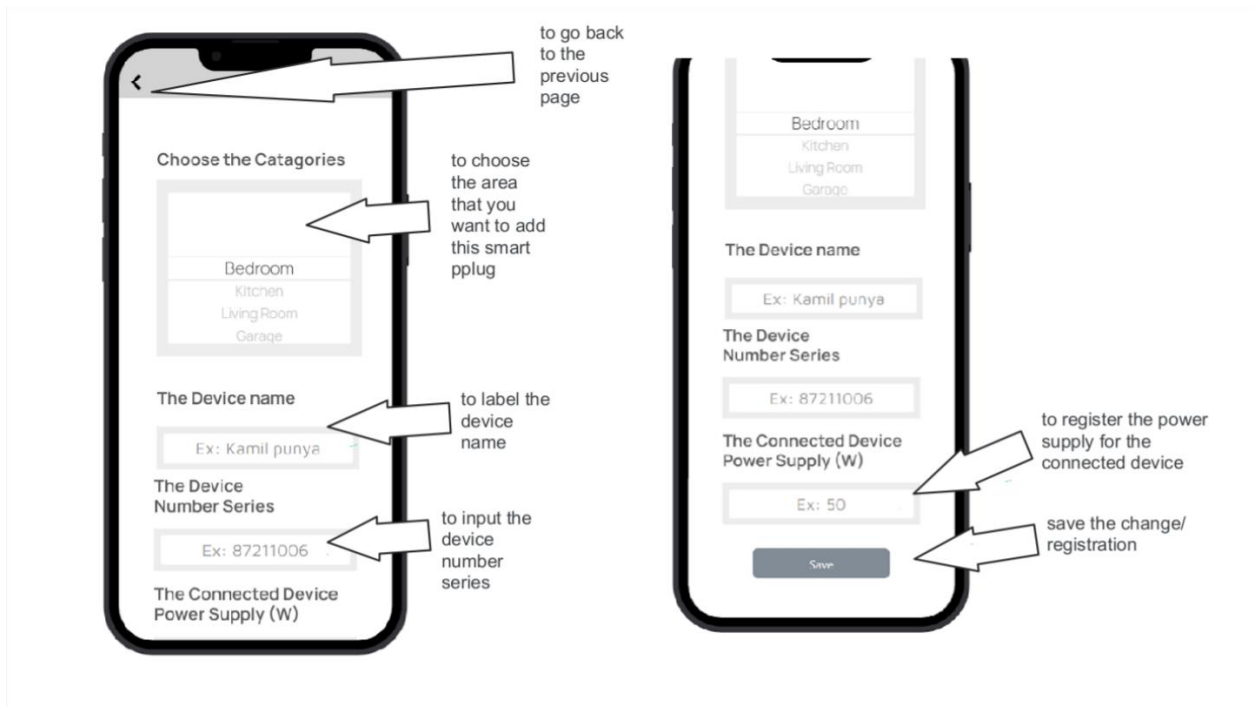 to go back
to the
previous
page
Choose the Catagories
to choose
the area
that you
want to add
this smart
pplug
Bedroom
Kitchen
Living Room
Garage
The Device name
to label the
device
name
Ex: Kamil punya
The Device
Number Series
to input the
device
number
series
Ex: 87211006
The Connected Device
Power Supply (W)
Bedroom
Kitchen
Living Room
Garage
The Device name
Ex: Kamil punya
The Device
Number Series
Ex: 87211006
The Connected Device
Power Supply (W)
to register the power
supply for the
connected device
Ex: 50
save the change/
registration
Save